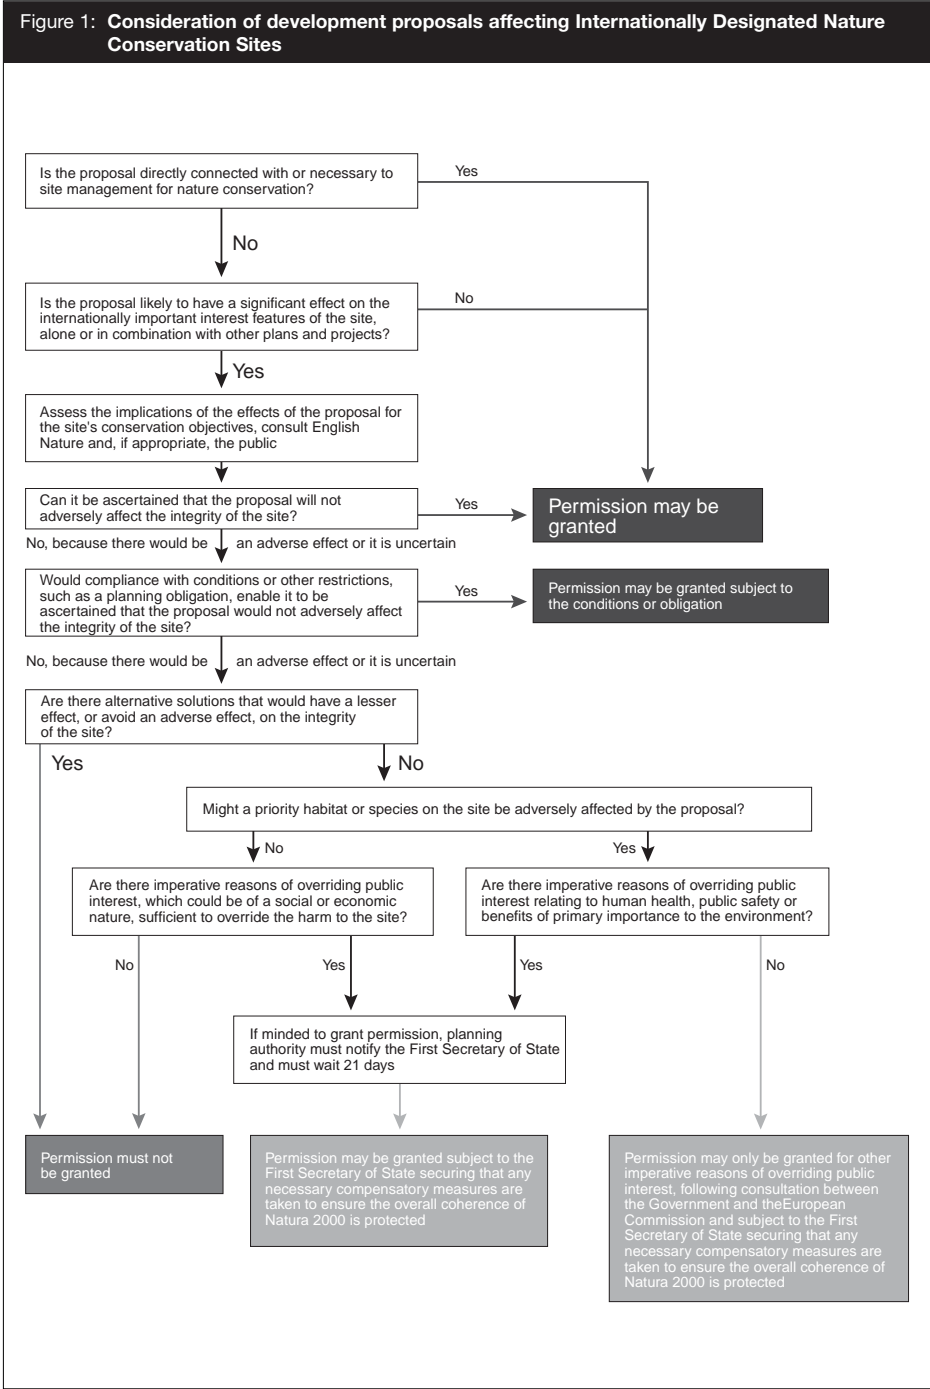 Figure 1: Consideration of development proposals affecting Internationally Designated Nature
Conservation Sites
Is the proposal directly connected with or necessary to
site management for nature conservation?
Yes
No
Is the proposal likely to have a significant effect on the
internationally important interest features of the site,
alone or in combination with other plans and projects?
No
Yes
Assess the implications of the effects of the proposal for
the site's conservation objectives, consult English
Nature and, if appropriate, the public
Can it be ascertained that the proposal will not
adversely affect the integrity of the site?
Yes
Permission may be
granted
No, because there would be an adverse effect or it is uncertain
Would compliance with conditions or other restrictions,
such as a planning obligation, enable it to be
ascertained that the proposal would not adversely affect
the integrity of the site?
Yes
Permission may be granted subject to
the conditions or obligation
No, because there would be an adverse effect or it is uncertain
Are there alternative solutions that would have a lesser
effect, or avoid an adverse effect, on the integrity
of the site?
Yes
No
Might a priority habitat or species on the site be adversely affected by the proposal?
No
Yes
Are there imperative reasons of overriding public
interest, which could be of a social or economic
nature, sufficient to override the harm to the site?
Are there imperative reasons of overriding public
interest relating to human health, public safety or
benefits of primary importance to the environment?
No
Yes
Yes
No
If minded to grant permission, planning
authority must notify the First Secretary of State
and must wait 21 days
Permission must not
be granted
Permission may be granted subject to the
First Secretary of State securing that any
necessary compensatory measures are
taken to ensure the overall coherence of
Natura 2000 is protected
Permission may only be granted for other
imperative reasons of overriding public
interest, following consultation between
the Government and theEuropean
Commission and subject to the First
Secretary of State securing that any
necessary compensatory measures are
taken to ensure the overall coherence of
Natura 2000 is protected